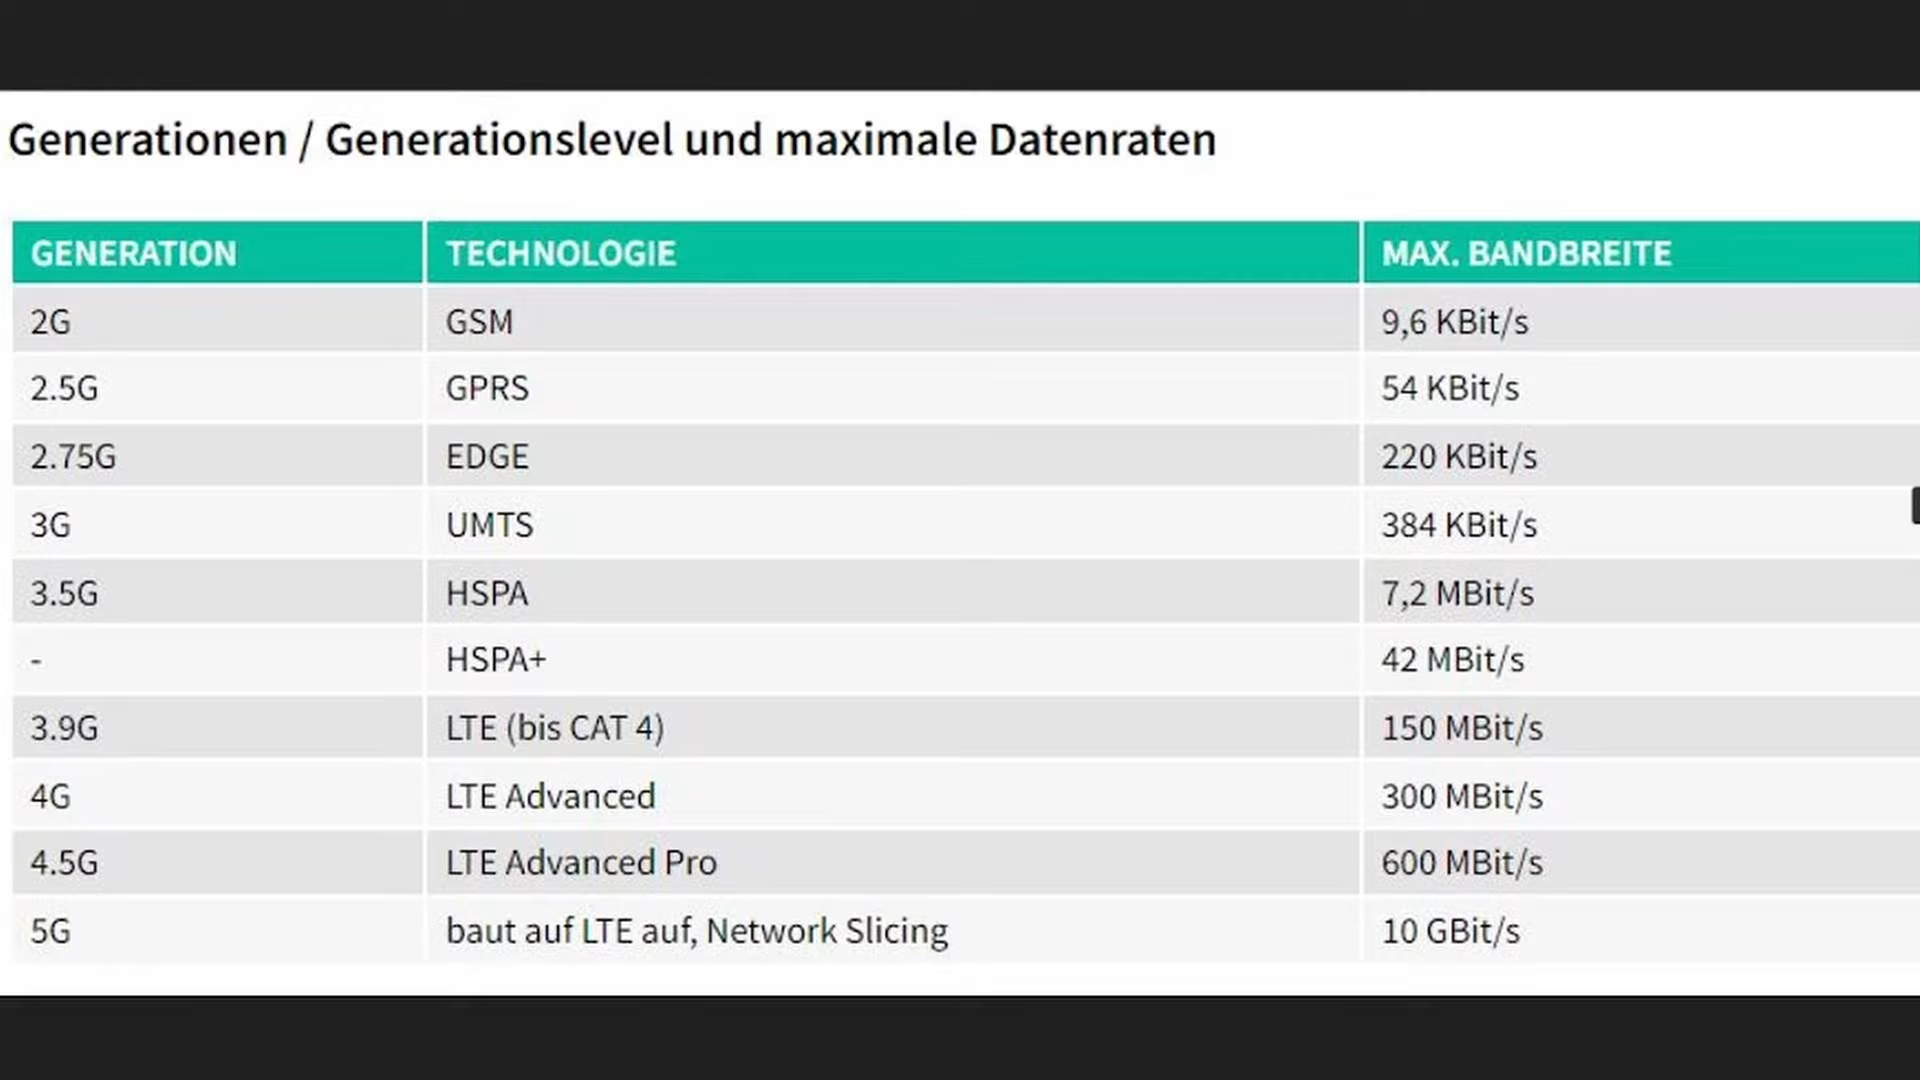 Generationen / Generationslevel und maximale Datenraten
GENERATION TECHNOLOGIE MAX. BANDBREITE
2G GSM 9,6 KBit/s
2.5G GPRS 54 KBit/s
2.75G EDGE 220 KBit/s
3G UMTS 384 KBit/s
3.5G HSPA 7,2 MBit/s
- HSPA+ 42 MBit/s
3.9G LTE (bis CAT 4) 150 MBit/s
4G LTE Advanced 300 MBit/s
4.5G LTE Advanced Pro 600 MBit/s
5G baut auf LTE auf, Network Slicing 10 GBit/s